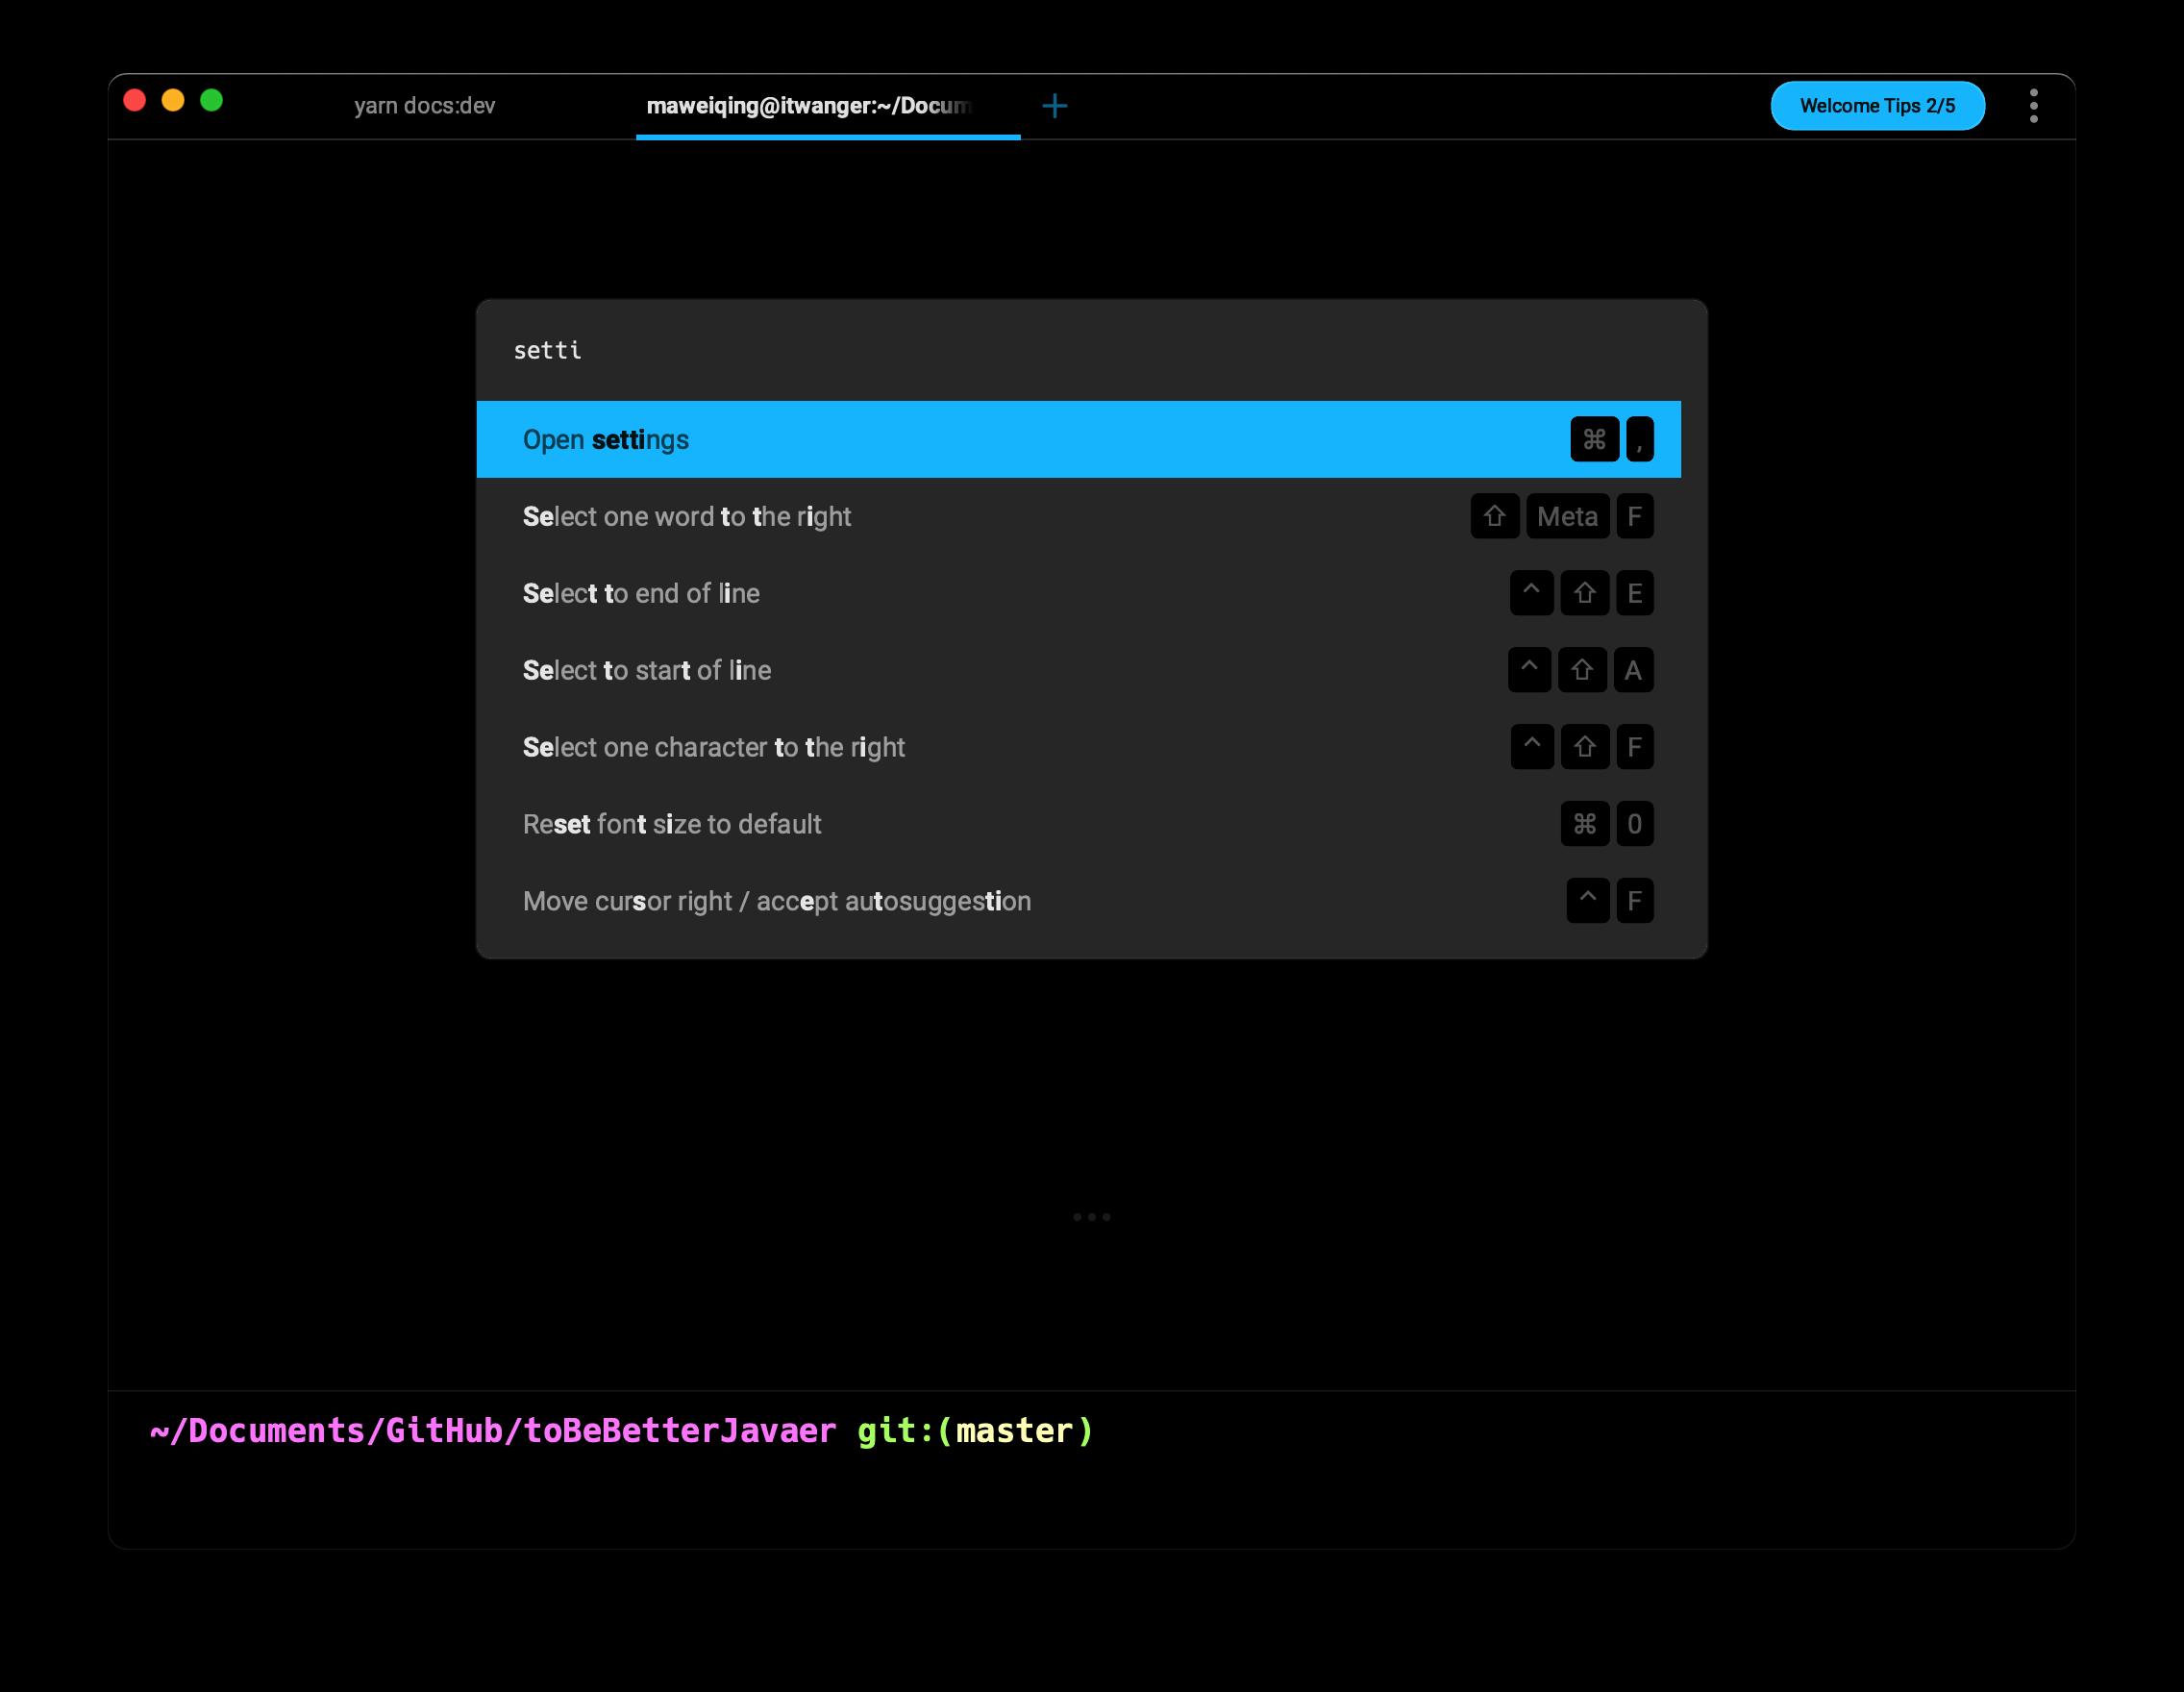 yarn docs:dev maweiqing@itwanger:~/Docum + Welcome Tips 2/5
setti
Open settings ⌘ ,
Select one word to the right ⇧ Meta F
Select to end of line ^ ⇧ E
Select to start of line ^ ⇧ A
Select one character to the right ^ ⇧ F
Reset font size to default ⌘ 0
Move cursor right / accept autosuggestion ^ F
~/Documents/GitHub/toBeBetterJavaer git:(master)